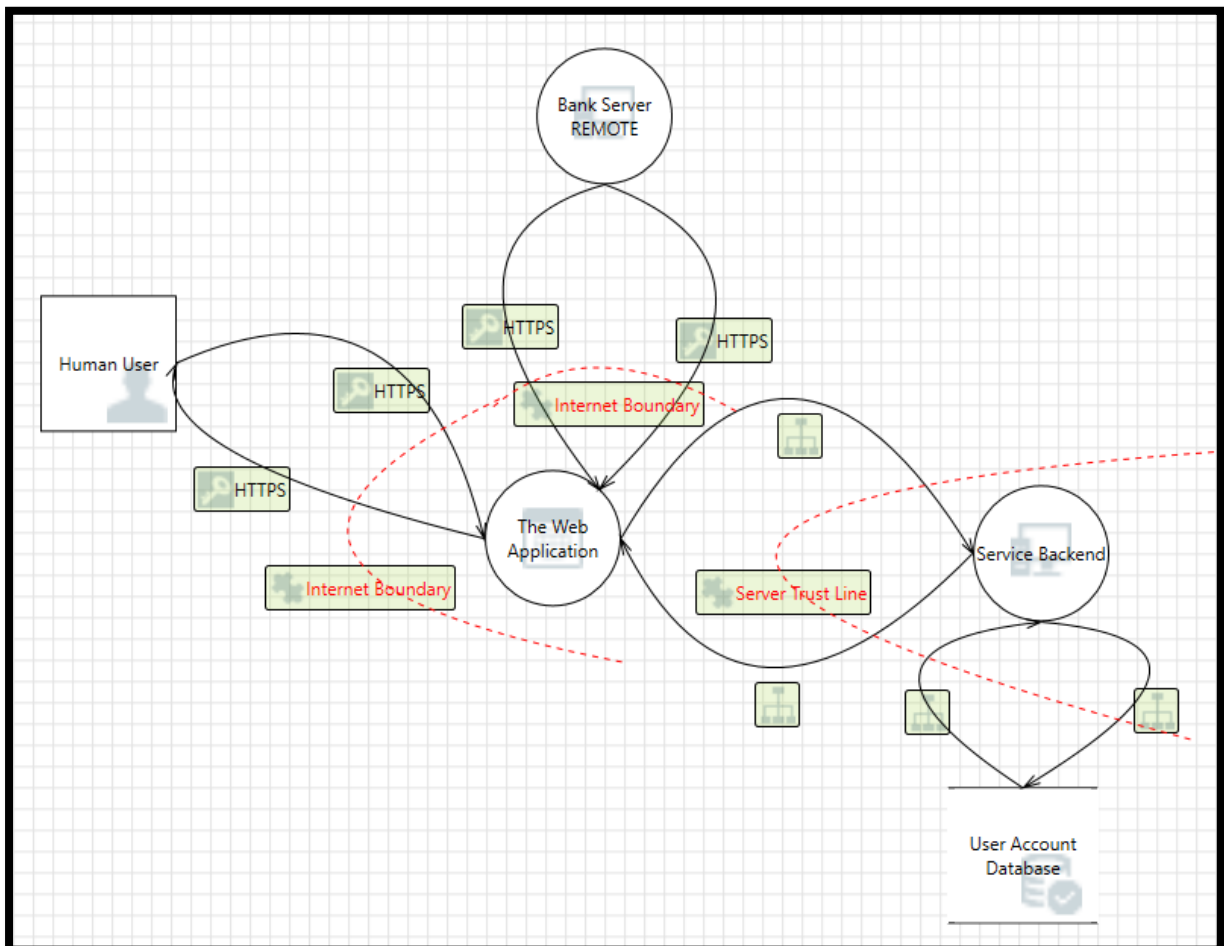 Bank Server
REMOTE
HTTPS
HTTPS
Human User
HTTPS
Internet Boundary
HTTPS
The Web
Application
Service Backend
Internet Boundary
Server Trust Line
User Account
Database